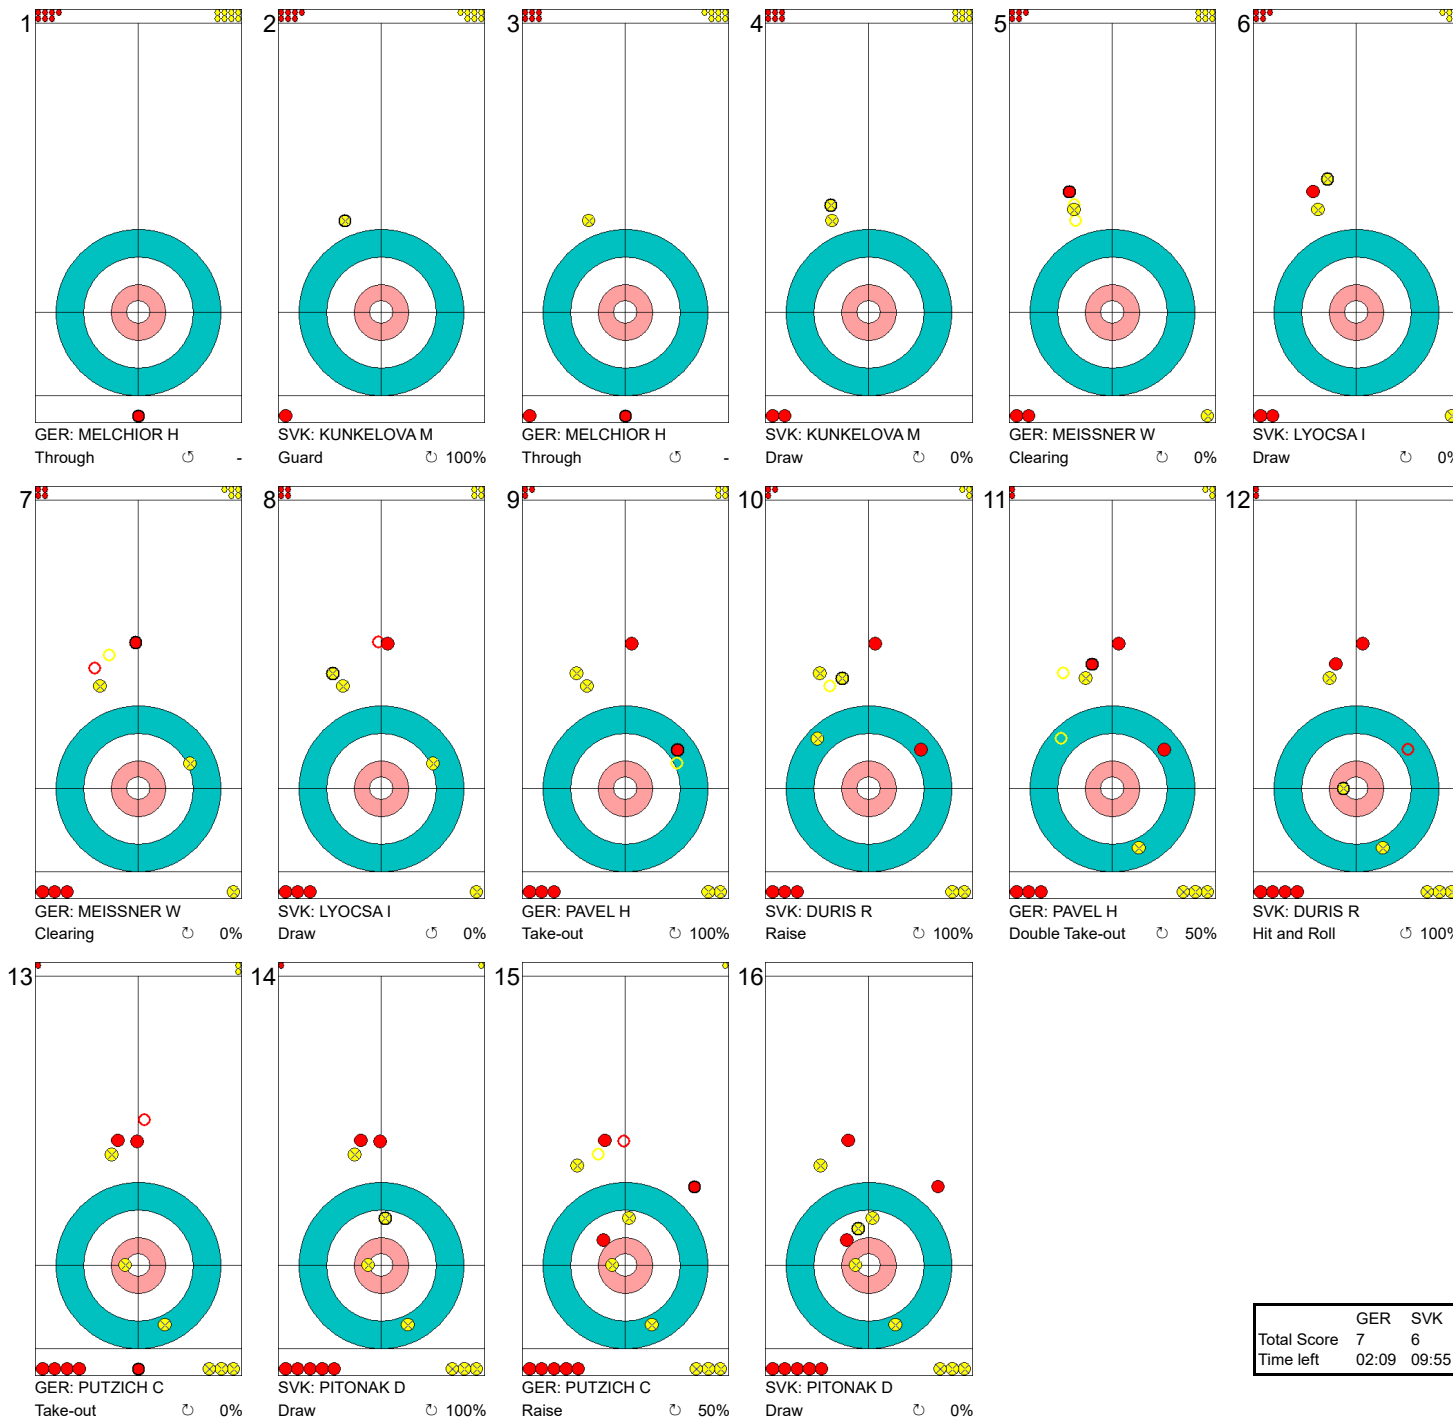 1
2
3
4
5
6
GER: MELCHIOR H
Through -
SVK: KUNKELOVA M
Guard 100%
GER: MELCHIOR H
Through -
SVK: KUNKELOVA M
Draw 0%
GER: MEISSNER W
Clearing 0%
SVK: LYOCSA I
Draw 0%
7
8
9
10
11
12
GER: MEISSNER W
Clearing 0%
SVK: LYOCSA I
Draw 0%
GER: PAVEL H
Take-out 100%
SVK: DURIS R
Raise 100%
GER: PAVEL H
Double Take-out 50%
SVK: DURIS R
Hit and Roll 100%
13
14
15
16
GER: PUTZICH C
Take-out 0%
SVK: PITONAK D
Draw 100%
GER: PUTZICH C
Raise 50%
SVK: PITONAK D
Draw 0%
GER SVK
Total Score 7 6
Time left 02:09 09:55